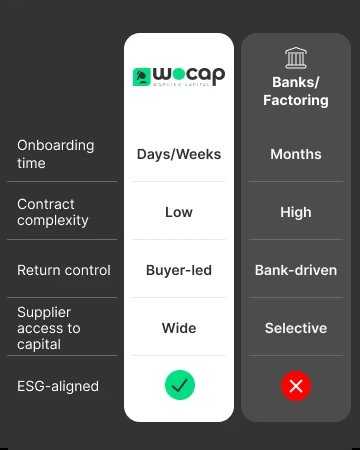 wocap
WORKING CAPITAL
Banks/
Factoring
Onboarding
time
Days/Weeks
Months
Contract
complexity
Low
High
Return control
Buyer-led
Bank-driven
Supplier
access to
capital
Wide
Selective
ESG-aligned